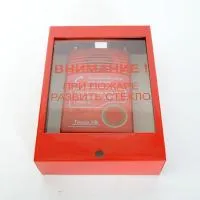 ВНИМАНИЕ !
ПРИ ПОЖАРЕ
РАЗБИТЬ СТЕКЛО